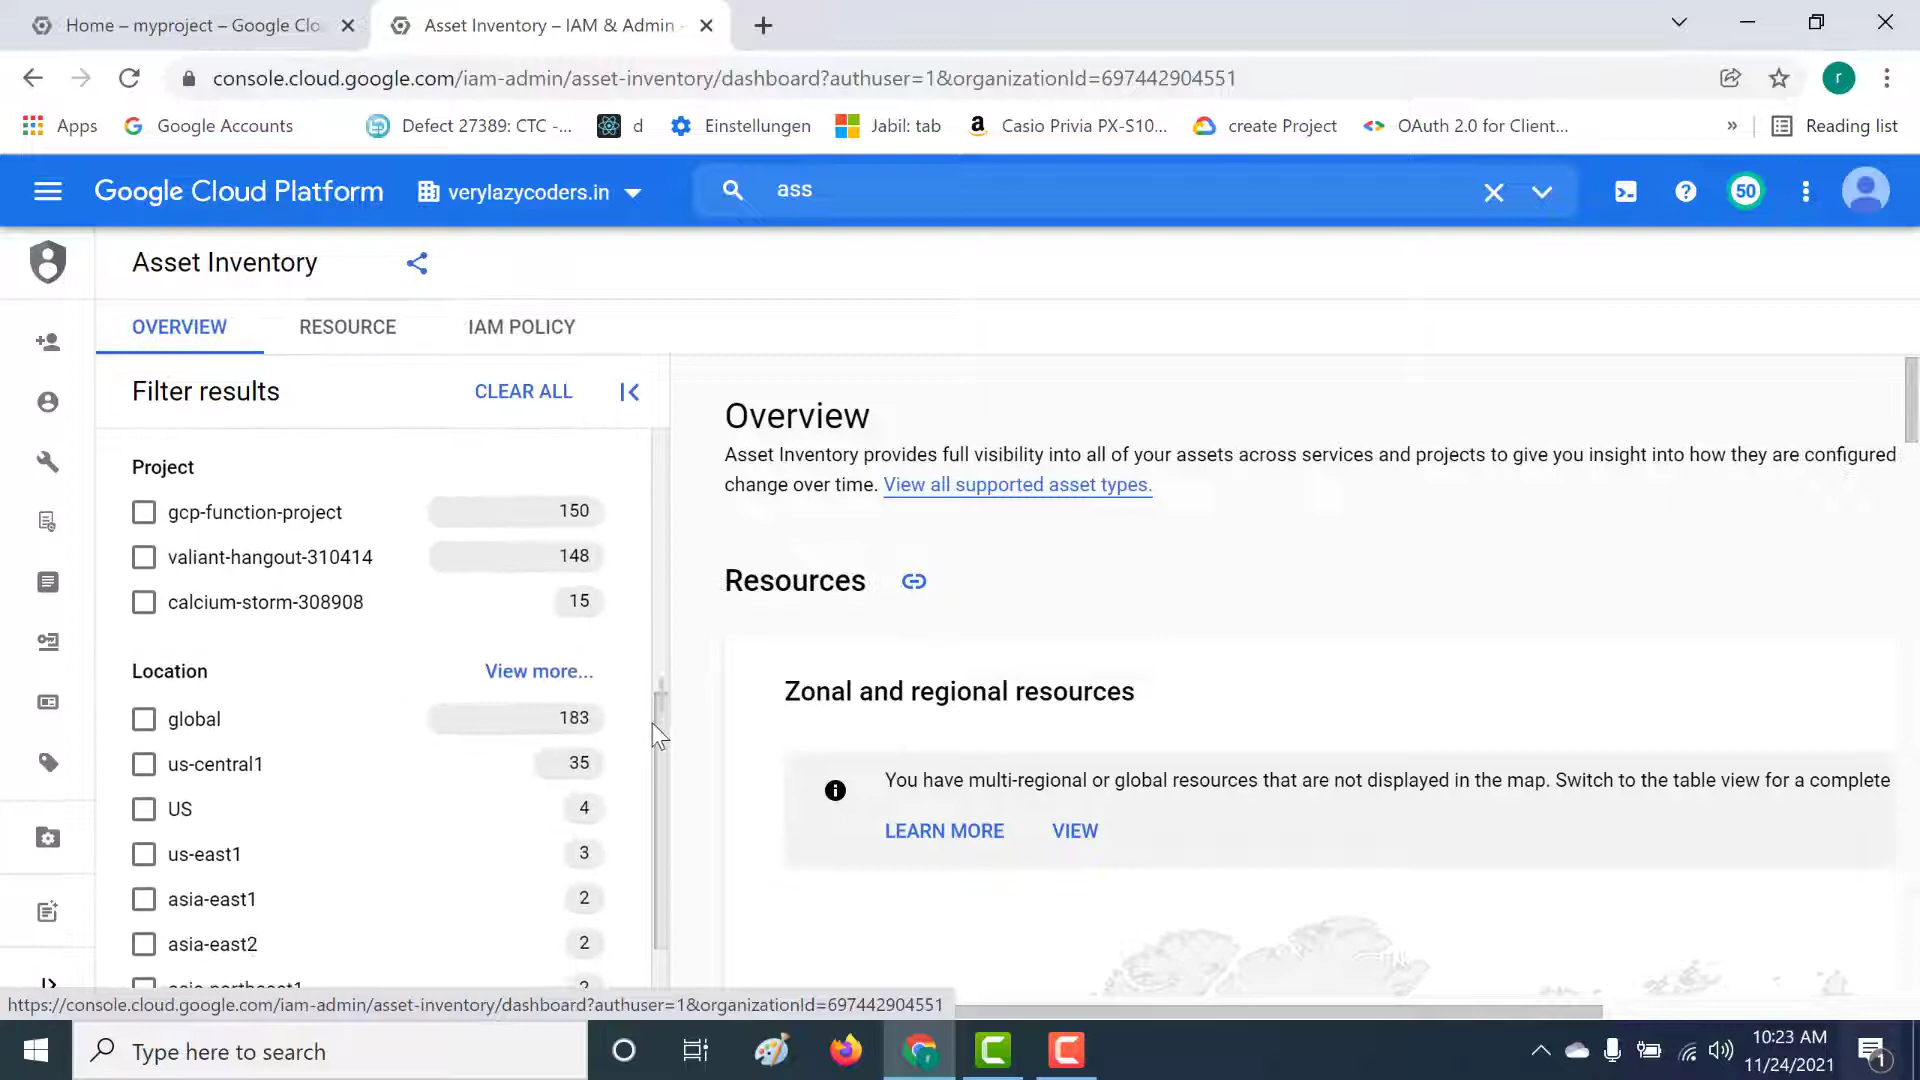 Home – myproject – Google Clo
Asset Inventory – IAM & Admin -
console.cloud.google.com/iam-admin/asset-inventory/dashboard?authuser=1&organizationId=697442904551
r
Apps
Google Accounts
Defect 27389: CTC -...
d
Einstellungen
Jabil: tab
Casio Privia PX-S10...
create Project
OAuth 2.0 for Client...
»
Reading list
Google Cloud Platform
verylazycoders.in
ass
50
Asset Inventory
OVERVIEW
RESOURCE
IAM POLICY
Filter results
CLEAR ALL
Project
gcp-function-project
150
valiant-hangout-310414
148
calcium-storm-308908
15
Location
View more...
global
183
us-central1
35
US
4
us-east1
3
asia-east1
2
asia-east2
2
asia-northeast1
2
Overview
Asset Inventory provides full visibility into all of your assets across services and projects to give you insight into how they are configured
change over time. View all supported asset types.
Resources
Zonal and regional resources
You have multi-regional or global resources that are not displayed in the map. Switch to the table view for a complete
LEARN MORE
VIEW
https://console.cloud.google.com/iam-admin/asset-inventory/dashboard?authuser=1&organizationId=697442904551
Type here to search
10:23 AM
11/24/2021
1